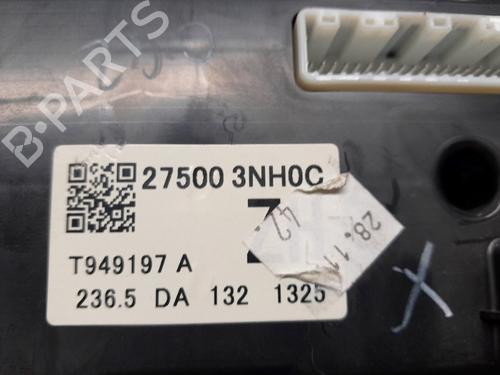 B-PARTS
27500 3NH0C
Z
T949197 A
236.5 DA 132 1325
28.11
42.
X